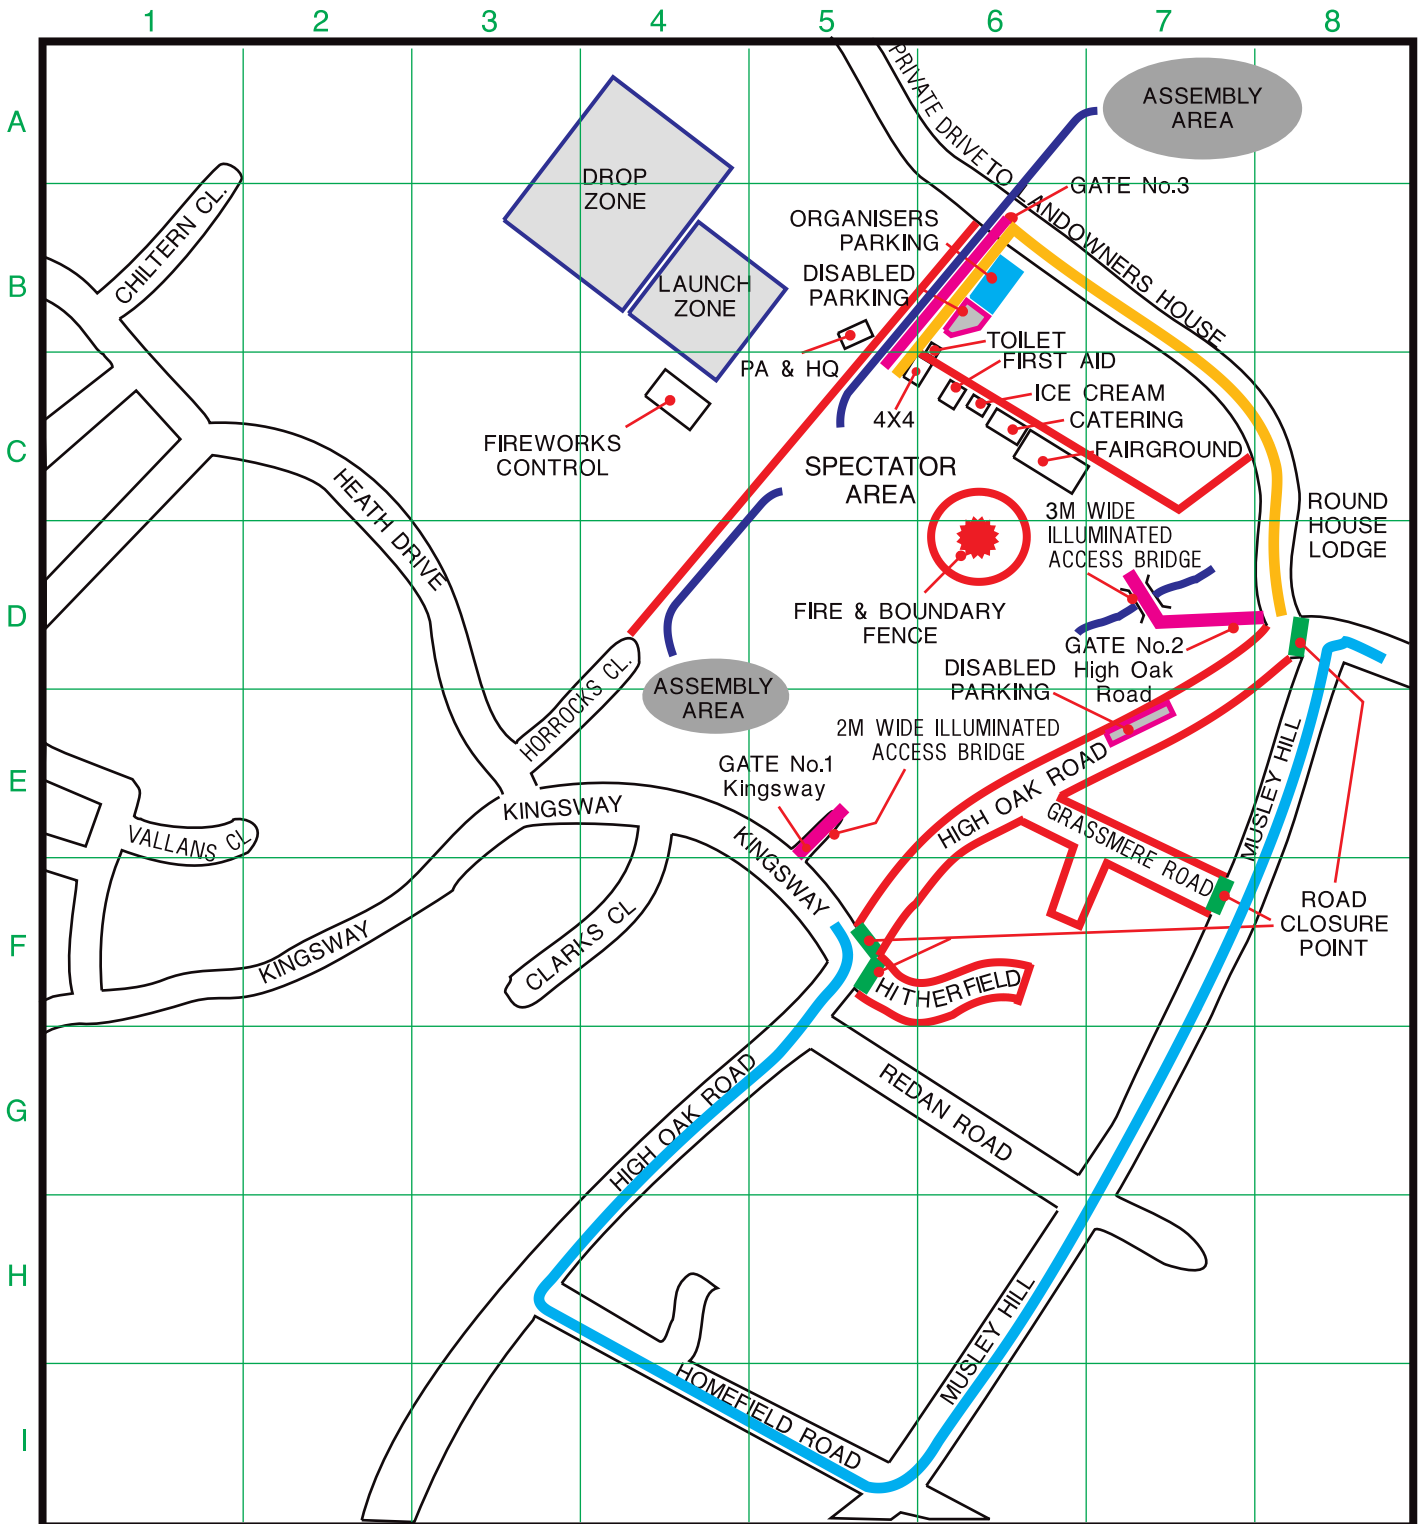 1 2 3 4 5 6 7 8
A
B
C
D
E
F
G
H
I
PRIVATE DRIVE TO LANDOWNERS HOUSE
ASSEMBLY
AREA
DROP
ZONE
GATE No.3
CHILTERN CL.
ORGANISERS
PARKING
DISABLED
PARKING
LAUNCH
ZONE
TOILET
FIRST AID
PA & HQ
ICE CREAM
4X4
CATERING
FAIRGROUND
FIREWORKS
CONTROL
SPECTATOR
AREA
HEATH DRIVE
3M WIDE
ILLUMINATED
ACCESS BRIDGE
ROUND
HOUSE
LODGE
FIRE & BOUNDARY
FENCE
GATE No.2
High Oak
Road
HORROCKS CL.
DISABLED
PARKING
ASSEMBLY
AREA
2M WIDE ILLUMINATED
ACCESS BRIDGE
GATE No.1
Kingsway
HIGH OAK ROAD
MUSLEY HILL
KINGSWAY
VALLANS CL
KINGSWAY
GRASSMERE ROAD
ROAD
CLOSURE
POINT
KINGSWAY
CLARKS CL
HITHERFIELD
HIGH OAK ROAD
REDAN ROAD
MUSLEY HILL
HOMEFIELD ROAD